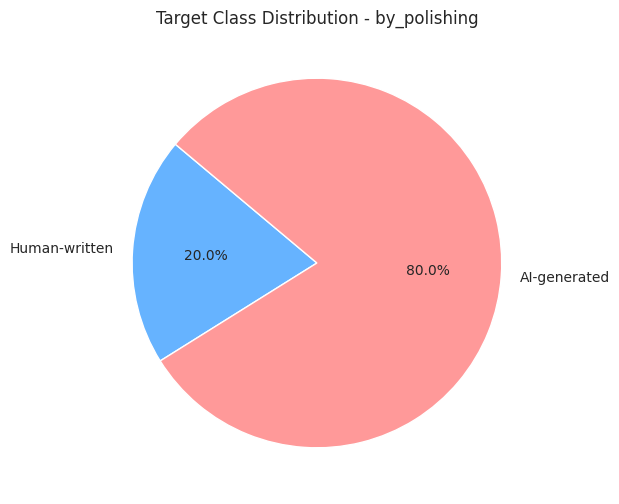 Target Class Distribution - by_polishing
Human-written
20.0%
80.0%
AI-generated